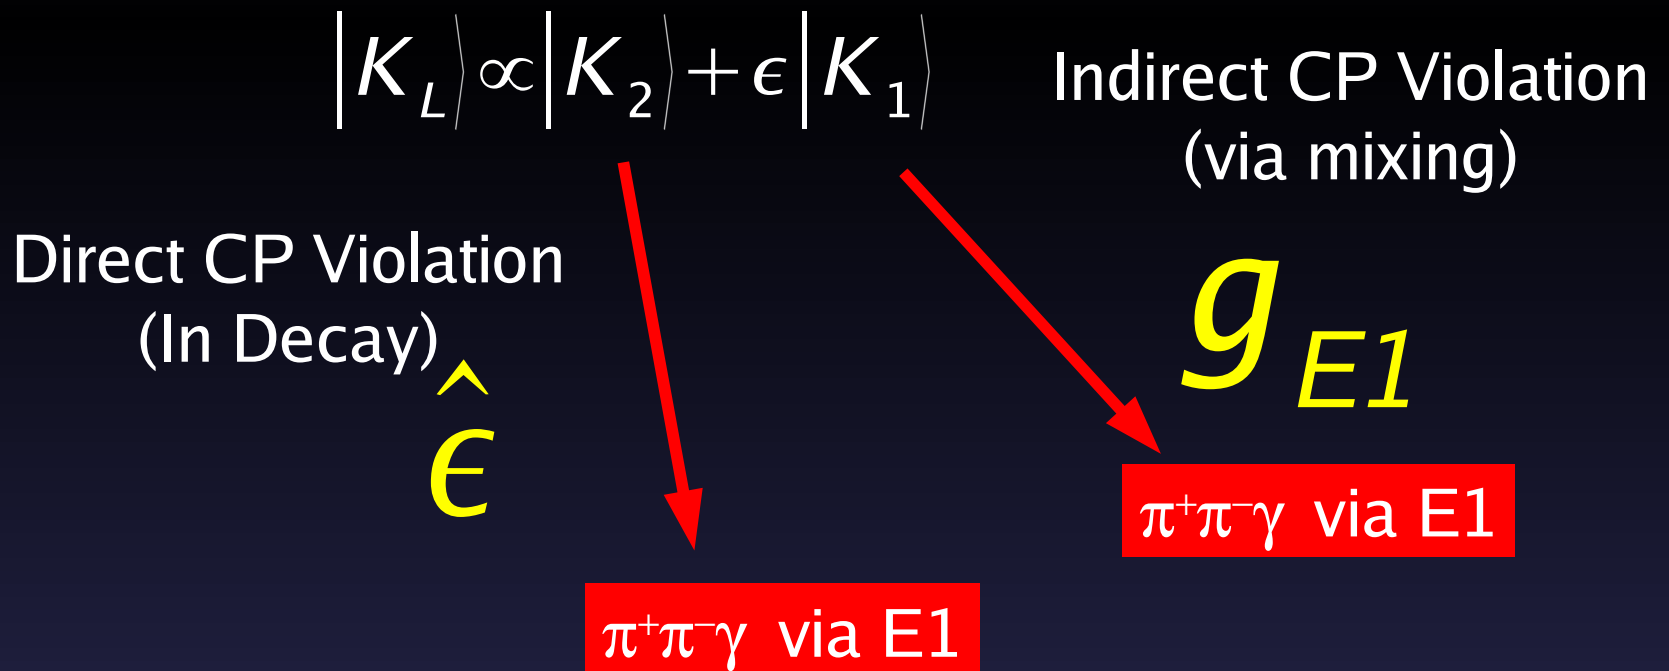 |K_L⟩∝|K_2⟩+ϵ|K_1⟩
Indirect CP Violation
(via mixing)
Direct CP Violation
(In Decay)
g_E1
ϵ̂
π⁺π⁻γ via E1
π⁺π⁻γ via E1